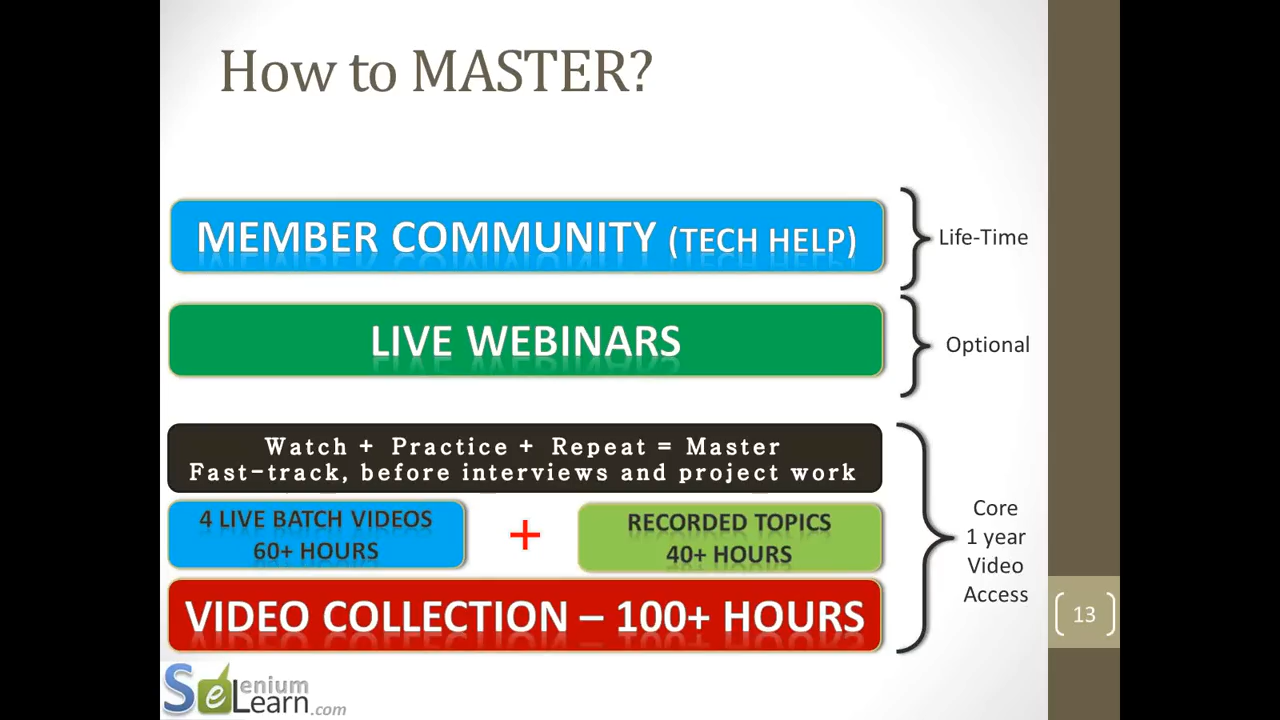 How to MASTER?
MEMBER COMMUNITY (TECH HELP)
Life-Time
LIVE WEBINARS
Optional
Watch + Practice + Repeat = Master
Fast-track, before interviews and project work
4 LIVE BATCH VIDEOS
60+ HOURS
+
RECORDED TOPICS
40+ HOURS
VIDEO COLLECTION – 100+ HOURS
Core
1 year
Video
Access
13
Selenium
eLearn.com